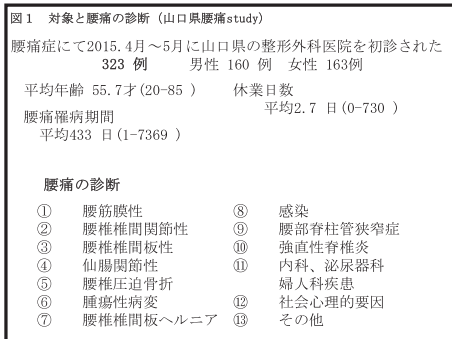 図1 対象と腰痛の診断 (山口県腰痛study)
腰痛症にて2015.4月～5月に山口県の整形外科医院を初診された
323 例 男性 160 例 女性 163例
平均年齢 55.7才(20-85 )
腰痛罹病期間
平均433 日(1-7369 )
休業日数
平均2.7 日(0-730 )
腰痛の診断
① 腰筋膜性
② 腰椎椎間関節性
③ 腰椎椎間板性
④ 仙腸関節性
⑤ 腰椎圧迫骨折
⑥ 腫瘍性病変
⑦ 腰椎椎間板ヘルニア
⑧ 感染
⑨ 腰部脊柱管狭窄症
⑩ 強直性脊椎炎
⑪ 内科、泌尿器科
婦人科疾患
⑫ 社会心理的要因
⑬ その他